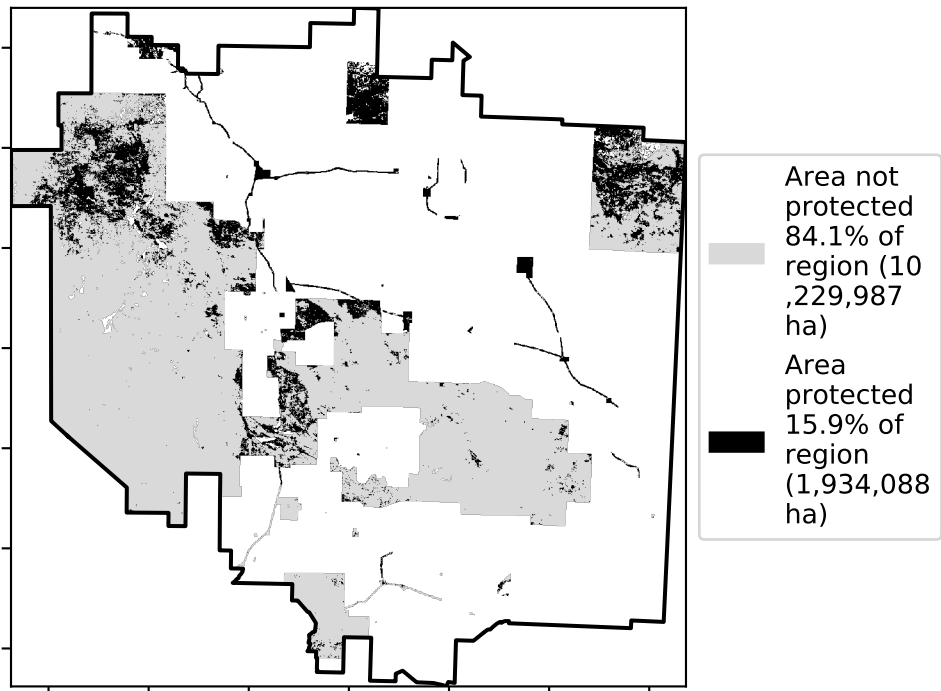 Area not
protected
84.1% of
region (10
,229,987
ha)
Area
protected
15.9% of
region
(1,934,088
ha)